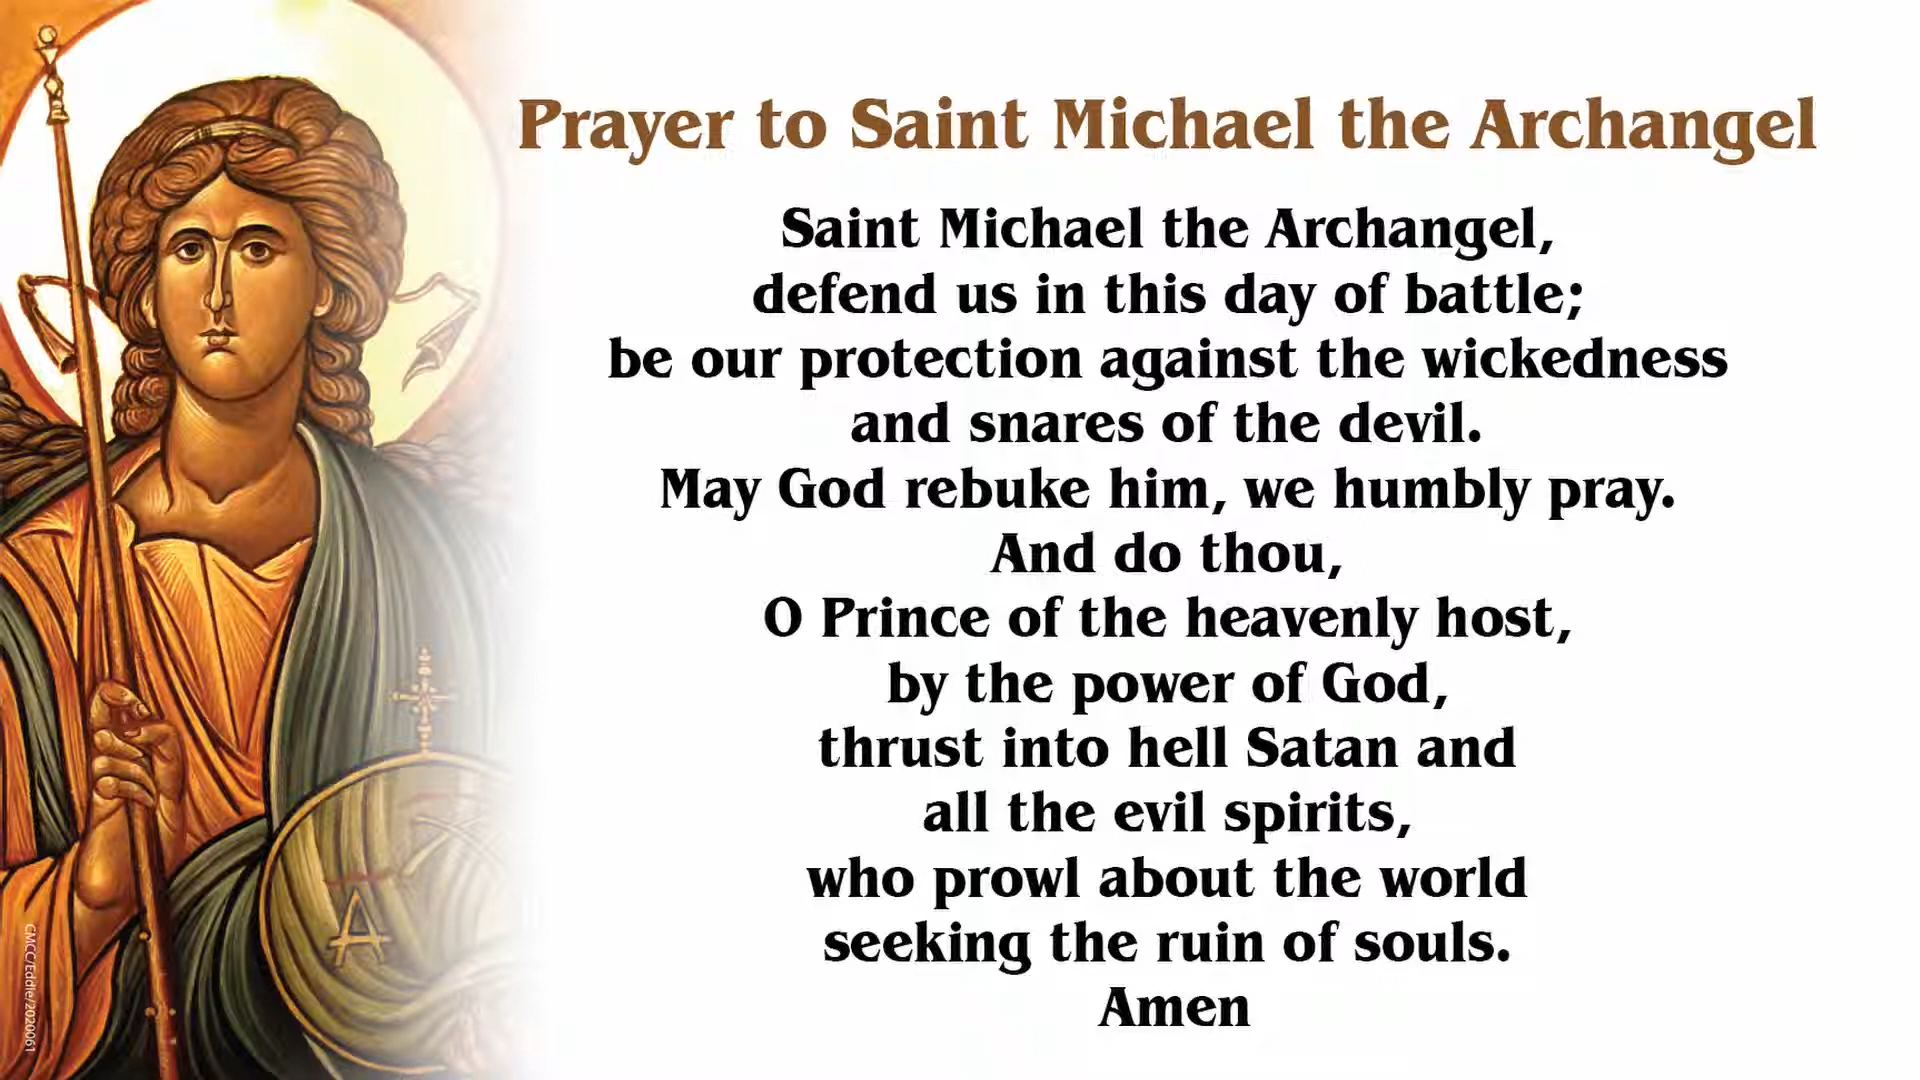 Prayer to Saint Michael the Archangel
Saint Michael the Archangel,
defend us in this day of battle;
be our protection against the wickedness
and snares of the devil.
May God rebuke him, we humbly pray.
And do thou,
O Prince of the heavenly host,
by the power of God,
thrust into hell Satan and
all the evil spirits,
who prowl about the world
seeking the ruin of souls.
Amen
A
CMCC/Eddie/2020061